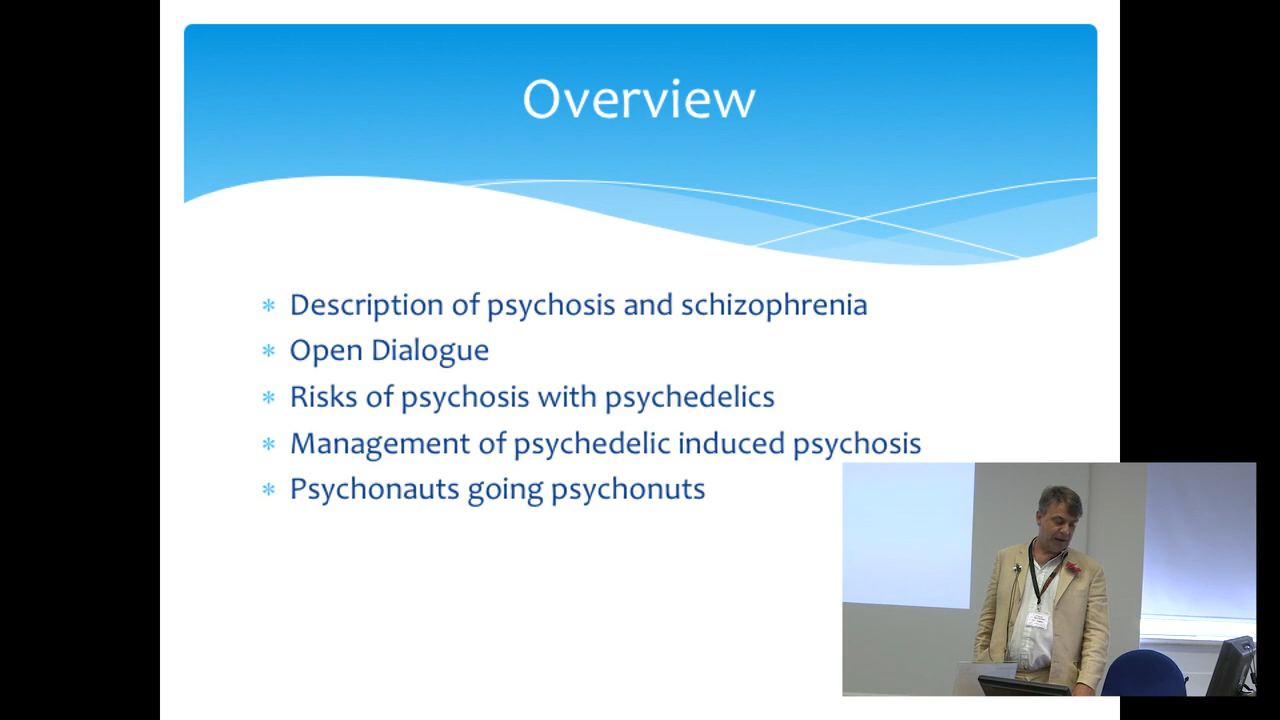 Overview
* Description of psychosis and schizophrenia
* Open Dialogue
* Risks of psychosis with psychedelics
* Management of psychedelic induced psychosis
* Psychonauts going psychonuts